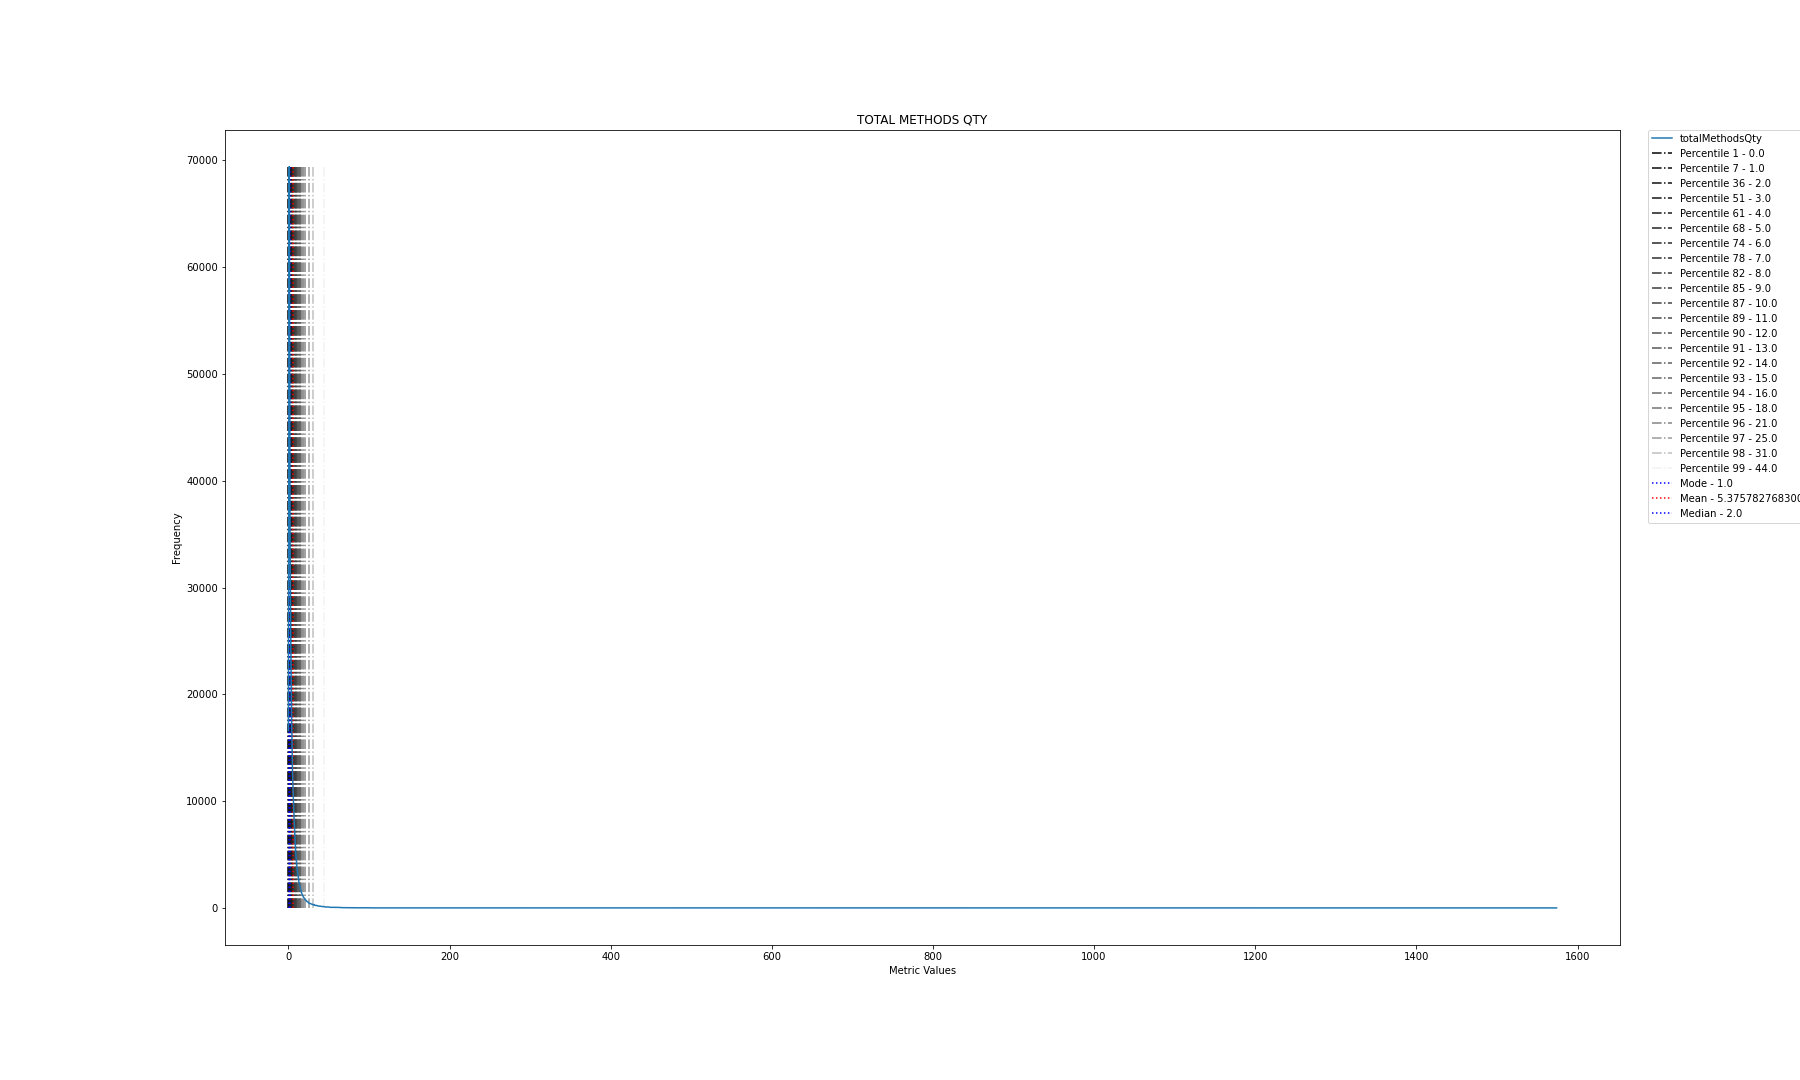 TOTAL METHODS QTY
70000
60000
50000
40000
30000
20000
10000
0
Frequency
0 200 400 600 800 1000 1200 1400 1600
Metric Values
totalMethodsQty
Percentile 1 - 0.0
Percentile 7 - 1.0
Percentile 36 - 2.0
Percentile 51 - 3.0
Percentile 61 - 4.0
Percentile 68 - 5.0
Percentile 74 - 6.0
Percentile 78 - 7.0
Percentile 82 - 8.0
Percentile 85 - 9.0
Percentile 87 - 10.0
Percentile 89 - 11.0
Percentile 90 - 12.0
Percentile 91 - 13.0
Percentile 92 - 14.0
Percentile 93 - 15.0
Percentile 94 - 16.0
Percentile 95 - 18.0
Percentile 96 - 21.0
Percentile 97 - 25.0
Percentile 98 - 31.0
Percentile 99 - 44.0
Mode - 1.0
Mean - 5.375782768300
Median - 2.0